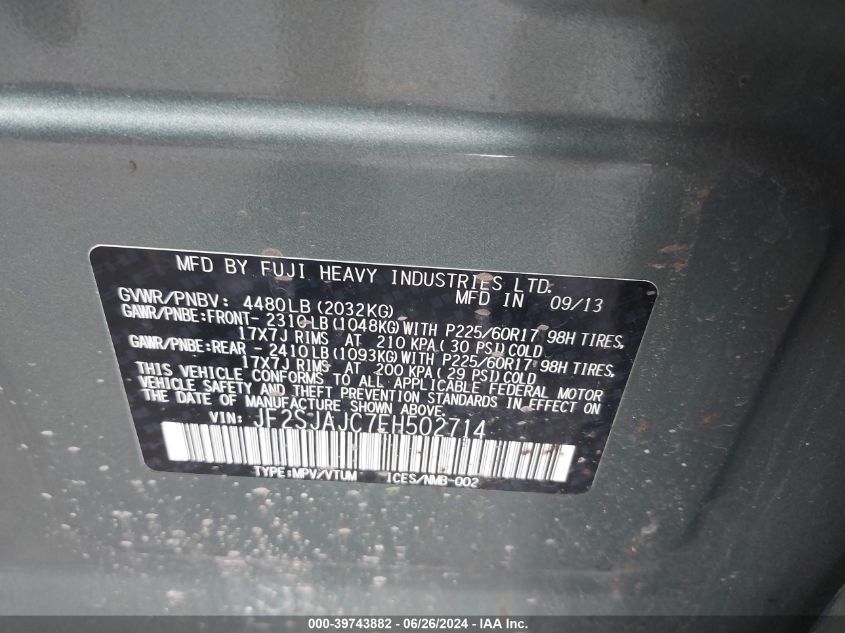 MFD BY FUJI HEAVY INDUSTRIES LTD.
MFD IN 09/13
GVWR/PNBV: 4480LB(2032KG)
GAWR/PNBE:FRONT- 2310LB(1048KG)WITH P225/60R17 98H TIRES,
17X7J RIMS AT 210 KPA( 30 PSI)COLD
GAWR/PNBE:REAR - 2410LB(1093KG)WITH P225/60R17 98H TIRES,
17X7J RIMS AT 200 KPA( 29 PSI)COLD
THIS VEHICLE CONFORMS TO ALL APPLICABLE FEDERAL MOTOR
VEHICLE SAFETY AND THEFT PREVENTION STANDARDS IN EFFECT ON
THE DATE OF MANUFACTURE SHOWN ABOVE.
VIN: JF2SJAJC7EH502714
TYPE:MPV/VTUM ICES/NMB-002
000-39743882 / 06/26/2024 / IAA Inc.